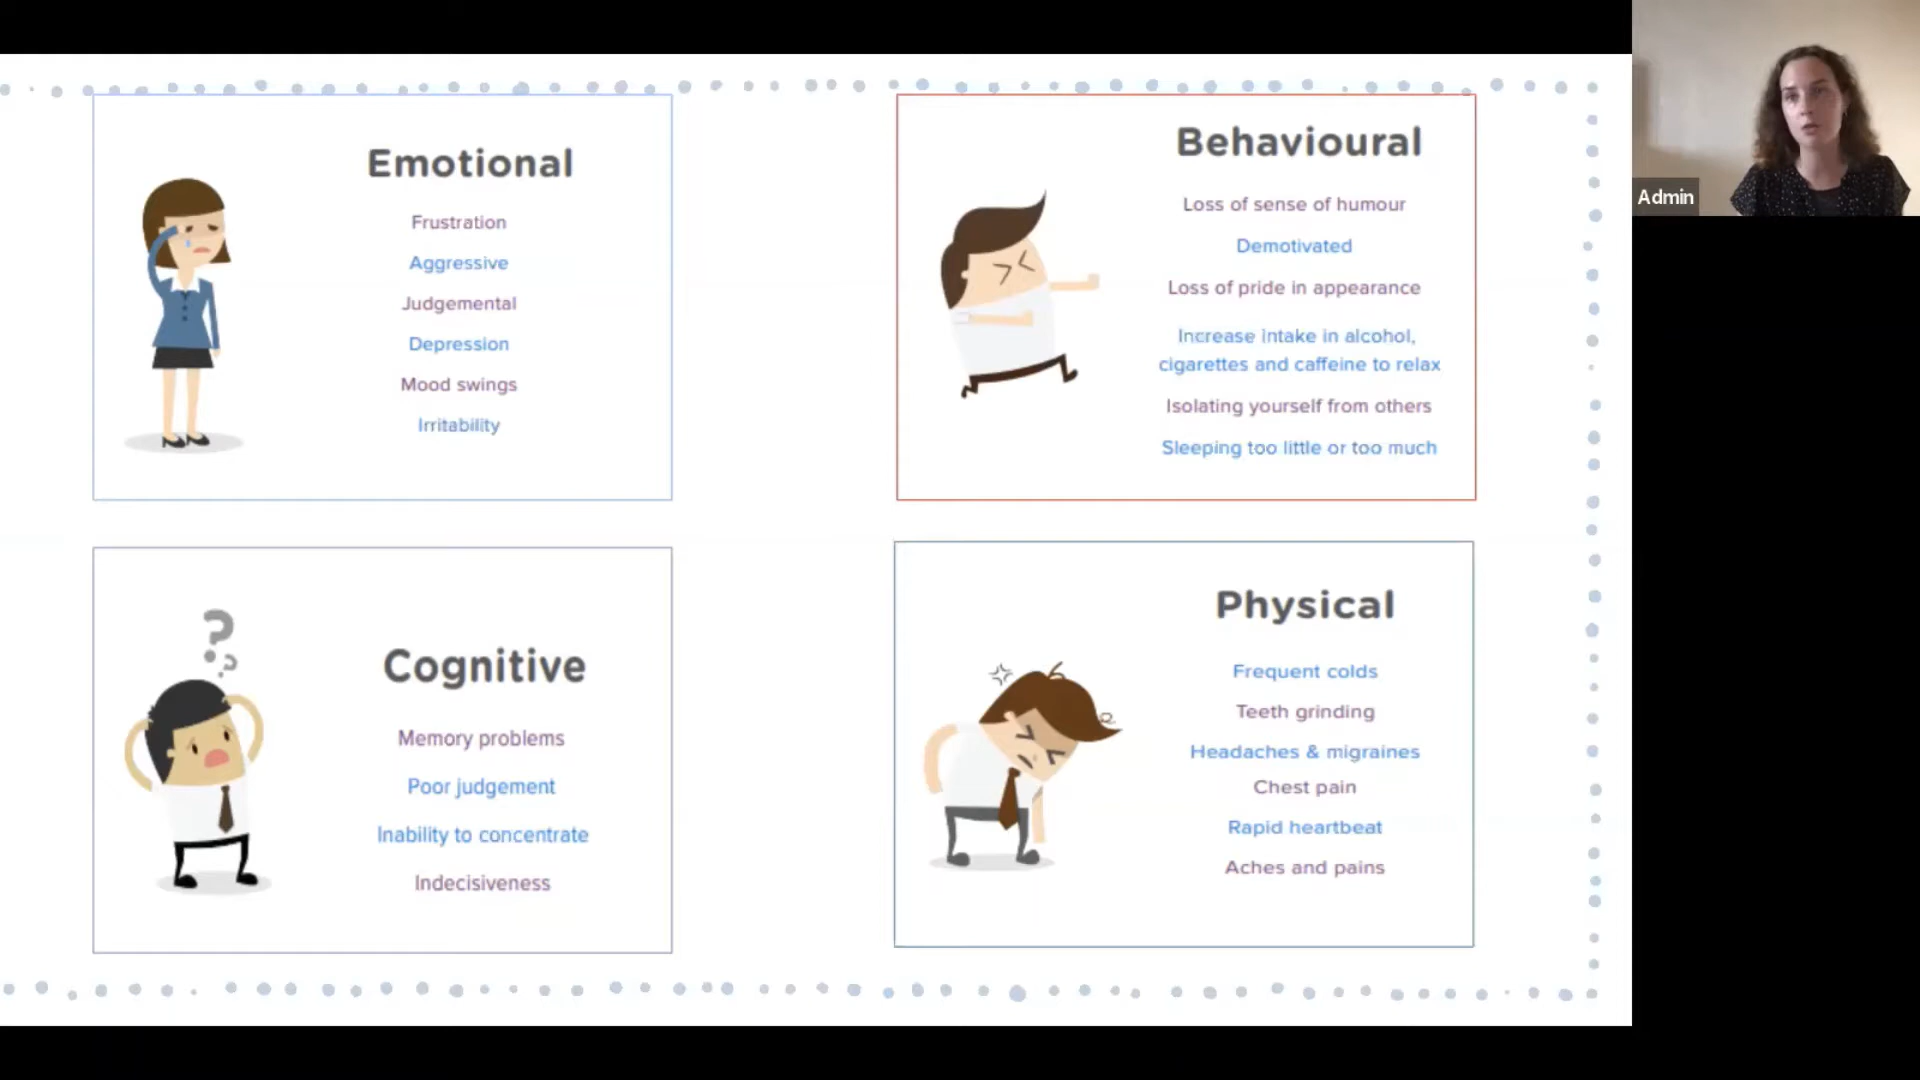 Emotional
Frustration
Aggressive
Judgemental
Depression
Mood swings
Irritability
Behavioural
Loss of sense of humour
Demotivated
Loss of pride in appearance
Increase intake in alcohol,
cigarettes and caffeine to relax
Isolating yourself from others
Sleeping too little or too much
Admin
Cognitive
Memory problems
Poor judgement
Inability to concentrate
Indecisiveness
Physical
Frequent colds
Teeth grinding
Headaches & migraines
Chest pain
Rapid heartbeat
Aches and pains